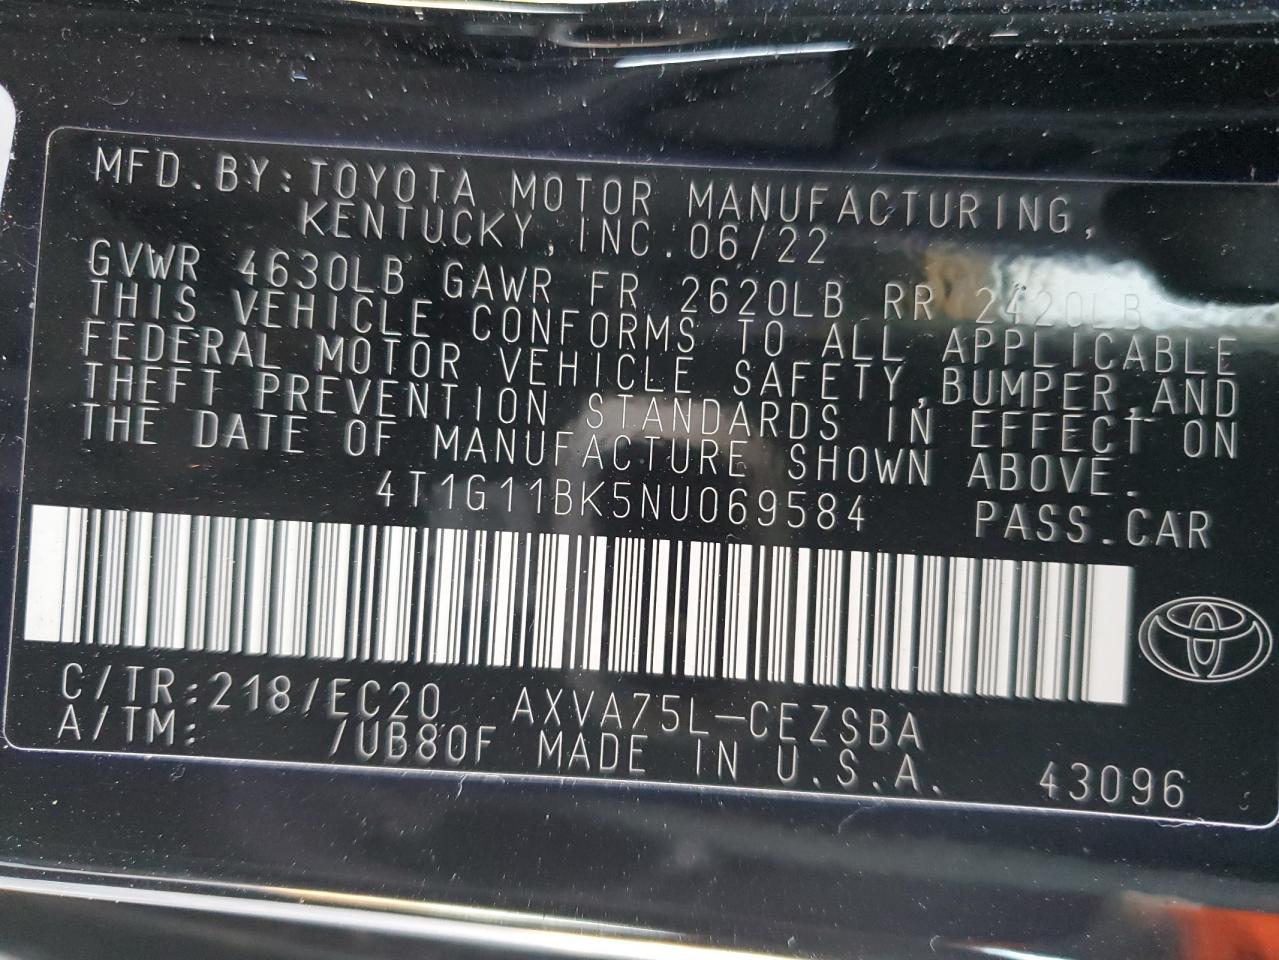 MFD.BY:TOYOTA MOTOR MANUFACTURING,
KENTUCKY,INC.06/22
GVWR 4630LB GAWR FR 2620LB RR 2420LB
THIS VEHICLE CONFORMS TO ALL APPLICABLE
FEDERAL MOTOR VEHICLE SAFETY,BUMPER,AND
THEFT PREVENTION STANDARDS IN EFFECT ON
THE DATE OF MANUFACTURE SHOWN ABOVE.
4T1G11BK5NU069584 PASS.CAR
C/TR:218/EC20 AXVA75L-CEZSBA
A/TM: /UB80F MADE IN U.S.A. 43096